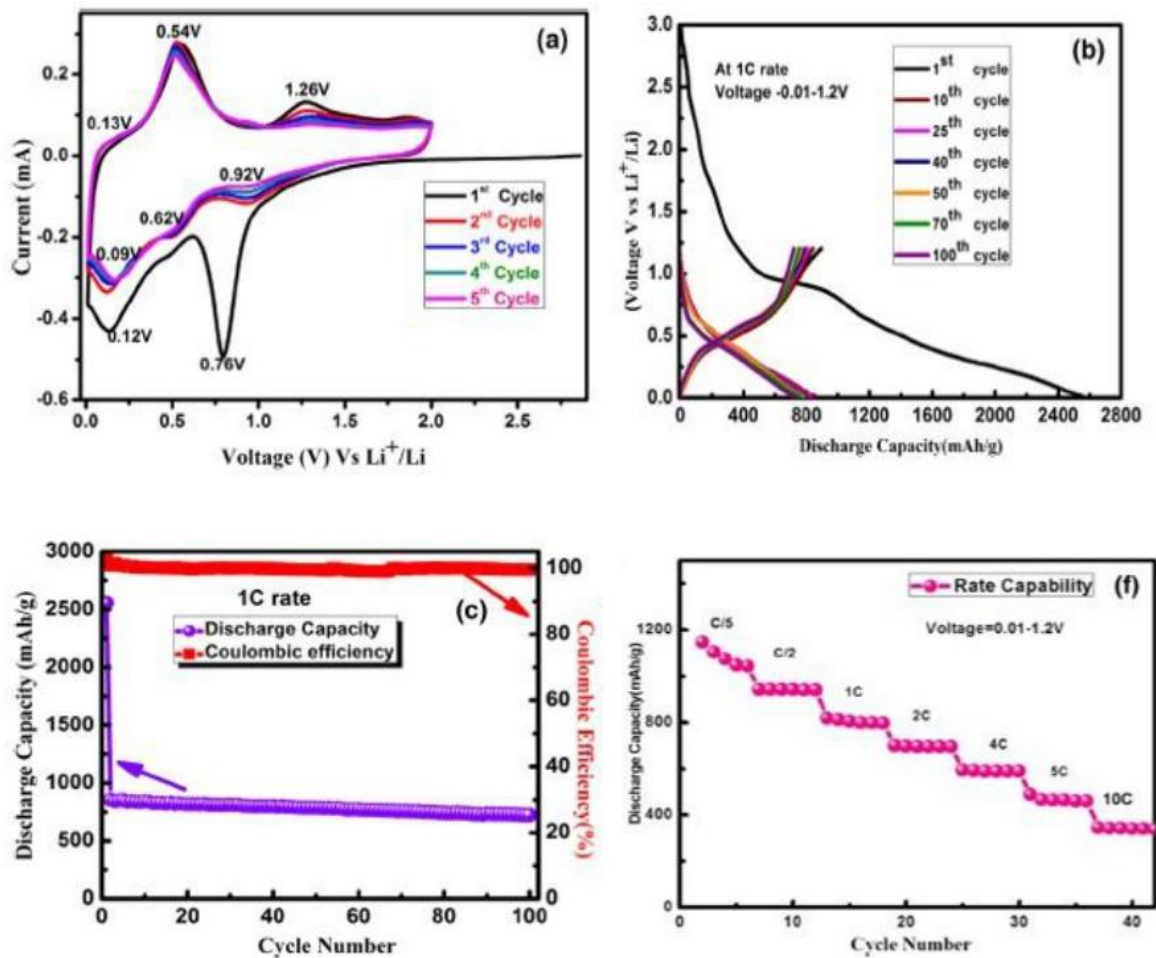 (a)
0.54V
1.26V
0.13V
0.92V
0.62V
0.09V
0.12V
0.76V
1st Cycle
2nd Cycle
3rd Cycle
4th Cycle
5th Cycle
0.2
0.0
-0.2
-0.4
-0.6
Current (mA)
0.0 0.5 1.0 1.5 2.0 2.5
Voltage (V) Vs Li+/Li
(b)
At 1C rate
Voltage -0.01-1.2V
1st cycle
10th cycle
25th cycle
40th cycle
50th cycle
70th cycle
100th cycle
3.0
2.5
2.0
1.5
1.0
0.5
0.0
(Voltage V vs Li+/Li)
0 400 800 1200 1600 2000 2400 2800
Discharge Capacity(mAh/g)
(c)
1C rate
Discharge Capacity
Coulombic efficiency
3000
2500
2000
1750
1500
1250
1000
750
500
250
0
Discharge Capacity (mAh/g)
100
80
60
40
20
0
Coulombic Efficiency(%)
0 20 40 60 80 100
Cycle Number
(f)
Rate Capability
Voltage=0.01-1.2V
C/5
C/2
1C
2C
4C
5C
10C
1200
800
400
0
Discharge Capacity(mAh/g)
0 10 20 30 40
Cycle Number